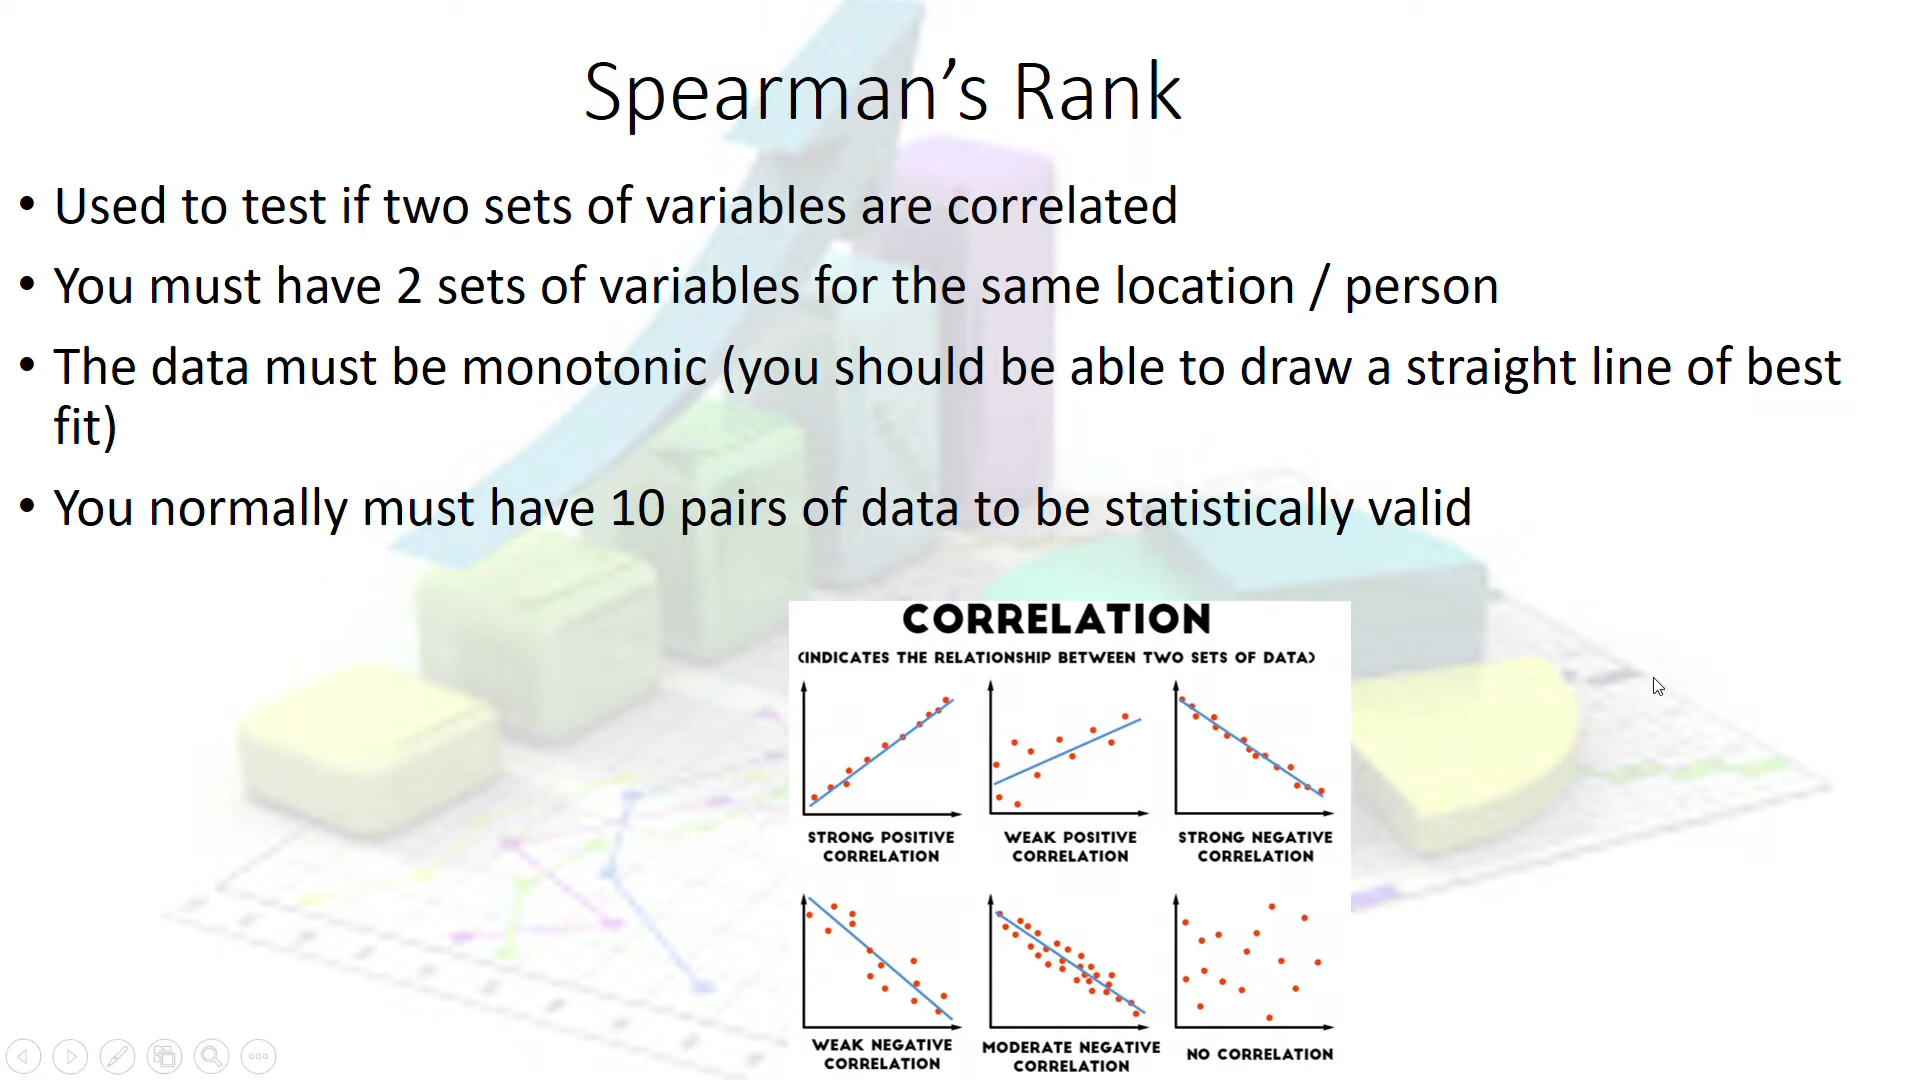 Spearman’s Rank
• Used to test if two sets of variables are correlated
• You must have 2 sets of variables for the same location / person
• The data must be monotonic (you should be able to draw a straight line of best
fit)
• You normally must have 10 pairs of data to be statistically valid
CORRELATION
(INDICATES THE RELATIONSHIP BETWEEN TWO SETS OF DATA)
STRONG POSITIVE
CORRELATION
WEAK POSITIVE
CORRELATION
STRONG NEGATIVE
CORRELATION
WEAK NEGATIVE
CORRELATION
MODERATE NEGATIVE
CORRELATION
NO CORRELATION